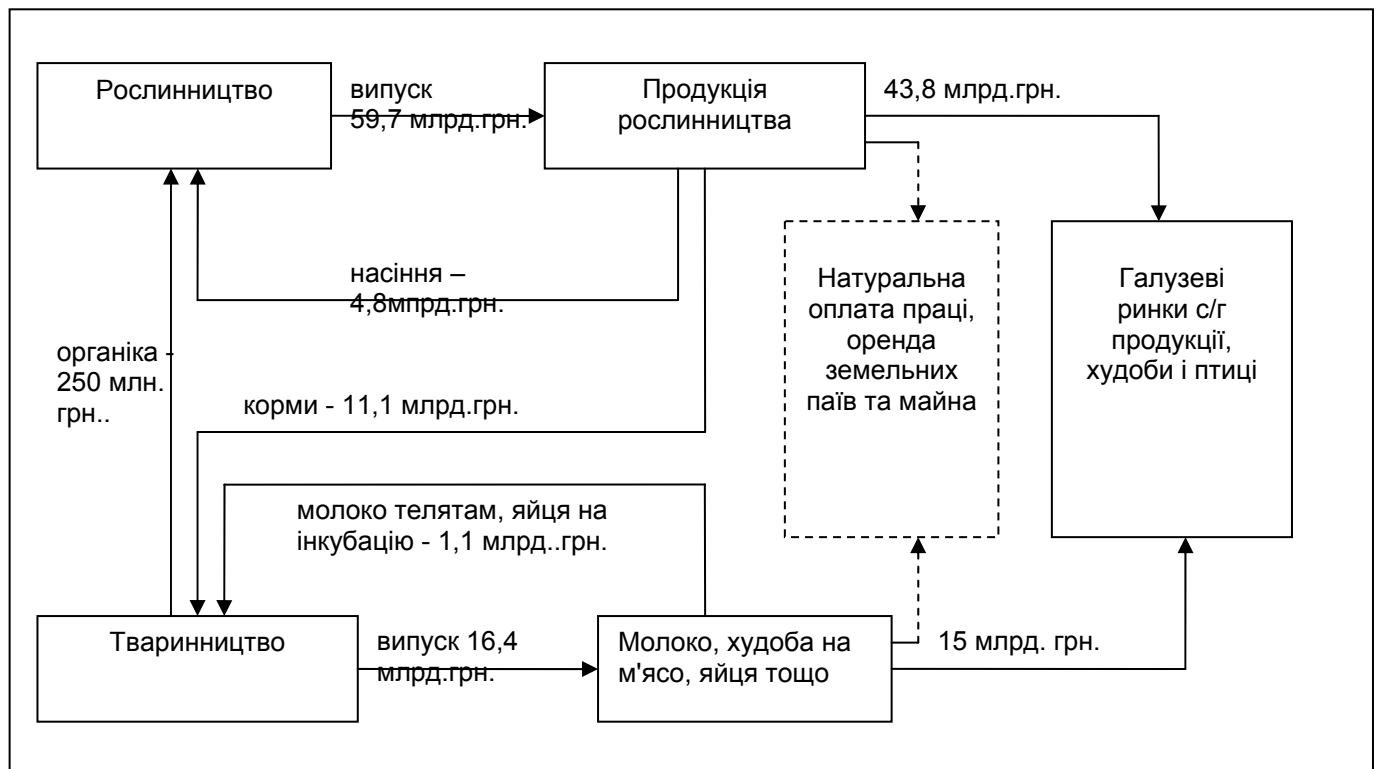 Рослинництво
випуск
59,7 млрд.грн.
Продукція
рослинництва
43,8 млрд.грн.
насіння –
4,8мпрд.грн.
Натуральна
оплата праці,
оренда
земельних
паїв та майна
Галузеві
ринки с/г
продукції,
худоби і птиці
органіка -
250 млн.
грн..
корми - 11,1 млрд.грн.
молоко телятам, яйця на
інкубацію - 1,1 млрд..грн.
Тваринництво
випуск 16,4
млрд.грн.
Молоко, худоба на
м'ясо, яйця тощо
15 млрд. грн.